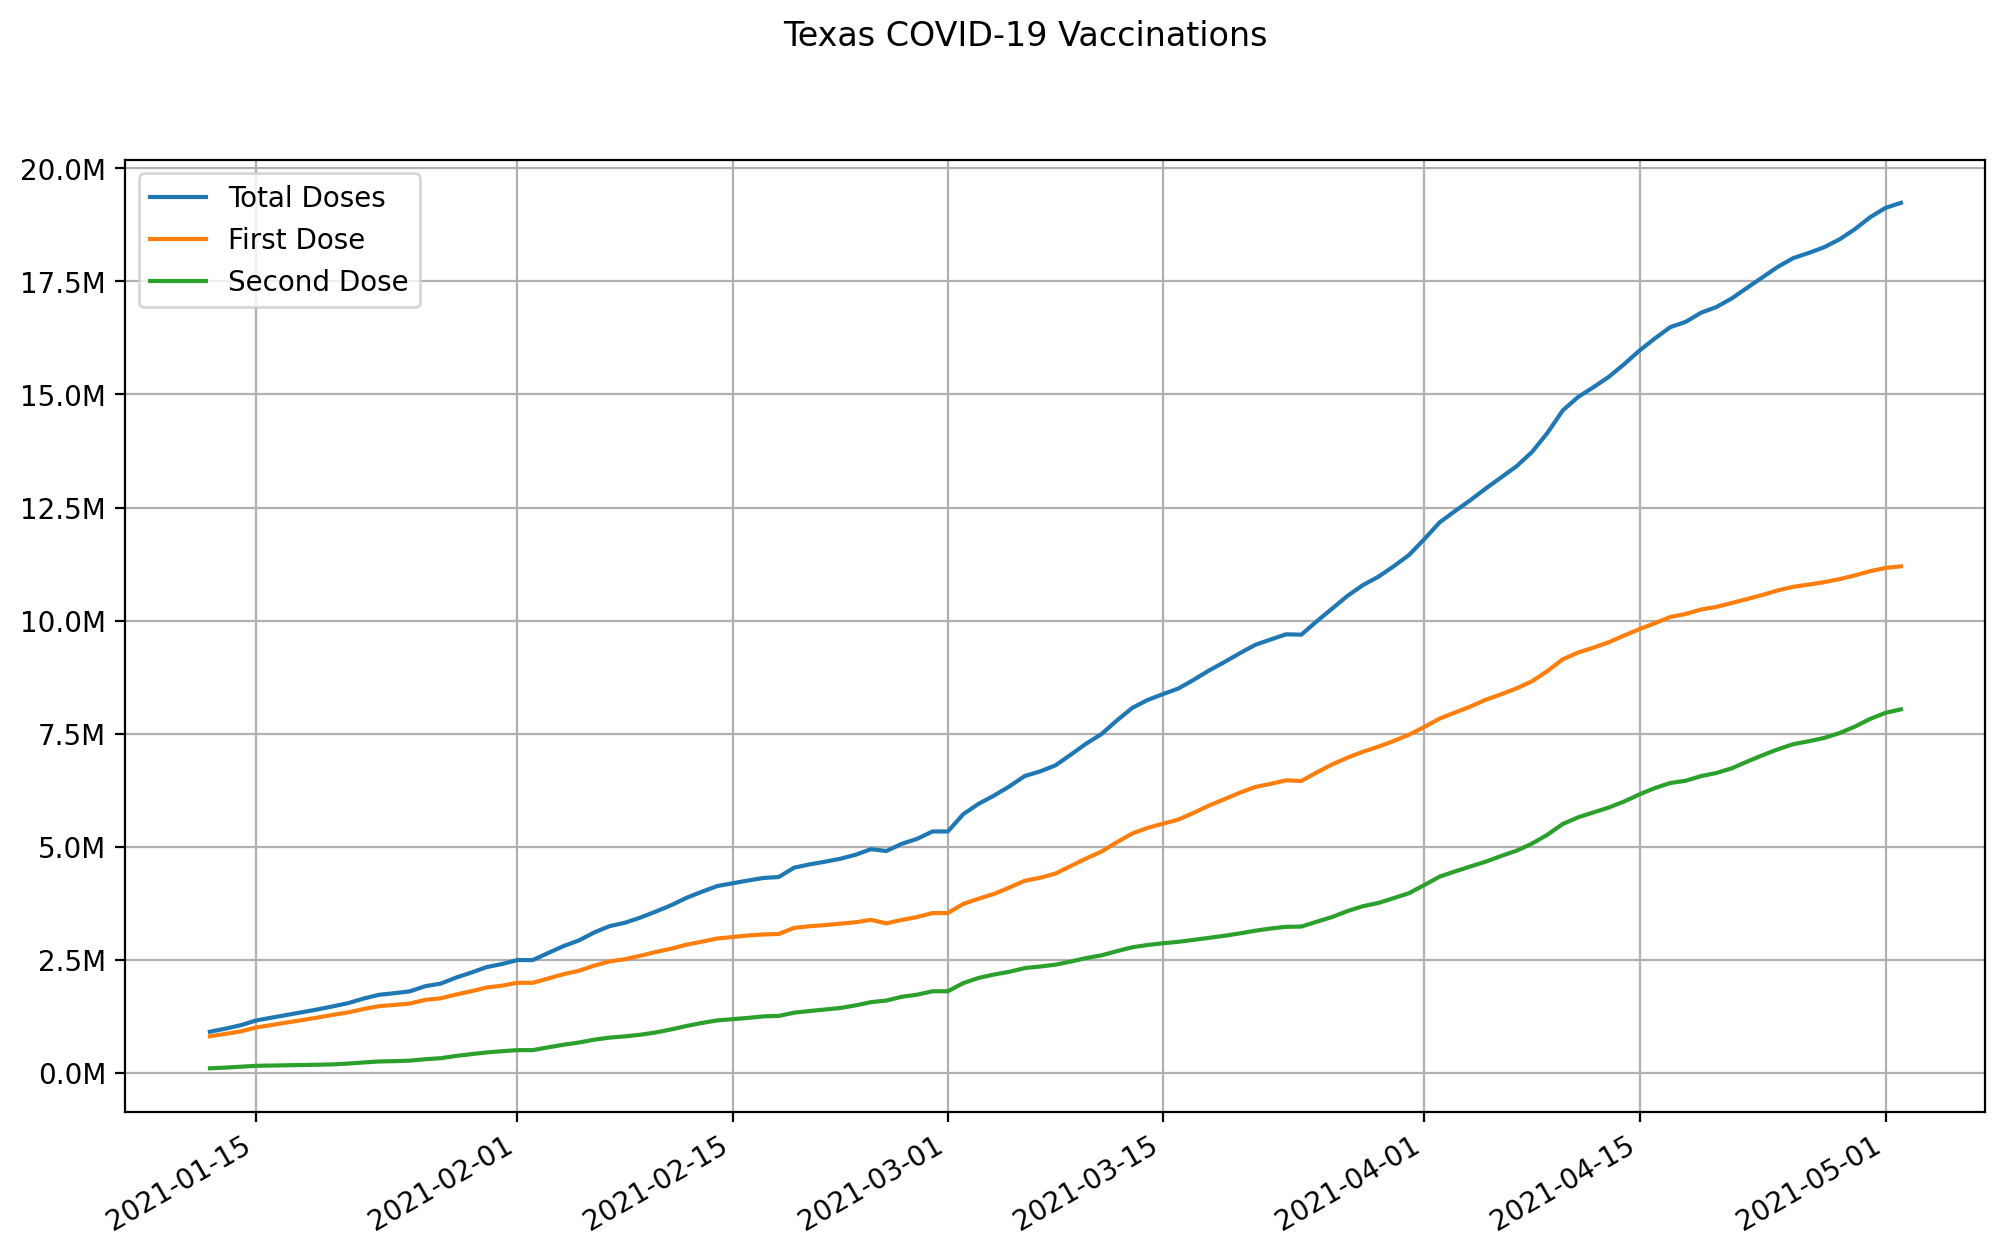 Texas COVID-19 Vaccinations
20.0M
17.5M
15.0M
12.5M
10.0M
7.5M
5.0M
2.5M
0.0M
Total Doses
First Dose
Second Dose
2021-01-15
2021-02-01
2021-02-15
2021-03-01
2021-03-15
2021-04-01
2021-04-15
2021-05-01